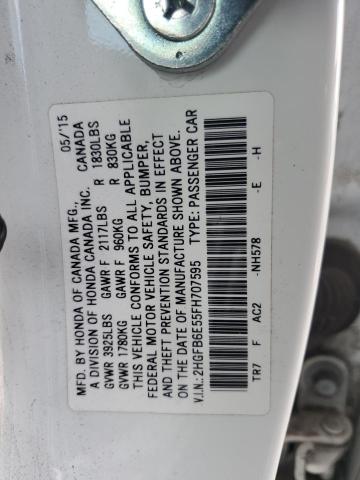 MFD. BY HONDA OF CANADA MFG., 05/'15
A DIVISION OF HONDA CANADA INC. CANADA
GVWR 3925LBS GAWR F 2117LBS R 1830LBS
GVWR 1780KG GAWR F 960KG R 830KG
THIS VEHICLE CONFORMS TO ALL APPLICABLE
FEDERAL MOTOR VEHICLE SAFETY, BUMPER,
AND THEFT PREVENTION STANDARDS IN EFFECT
ON THE DATE OF MANUFACTURE SHOWN ABOVE.
V.I.N.: 2HGFB6E55FH707595 TYPE: PASSENGER CAR
TR7 F AC2 -NH578 -E -H